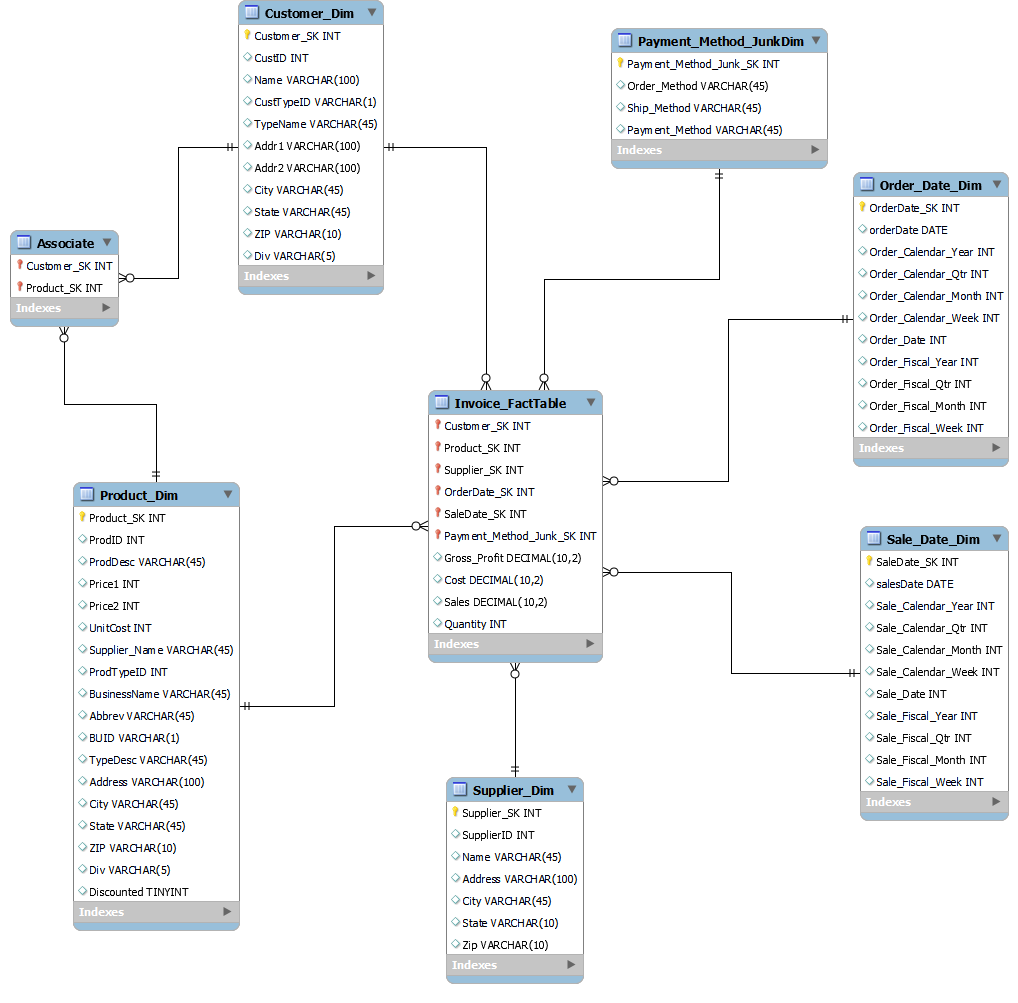 Customer_Dim
Customer_SK INT
CustID INT
Name VARCHAR(100)
CustTypeID VARCHAR(1)
TypeName VARCHAR(45)
Addr1 VARCHAR(100)
Addr2 VARCHAR(100)
City VARCHAR(45)
State VARCHAR(45)
ZIP VARCHAR(10)
Div VARCHAR(5)
Indexes
Payment_Method_JunkDim
Payment_Method_Junk_SK INT
Order_Method VARCHAR(45)
Ship_Method VARCHAR(45)
Payment_Method VARCHAR(45)
Indexes
Order_Date_Dim
OrderDate_SK INT
orderDate DATE
Order_Calendar_Year INT
Order_Calendar_Qtr INT
Order_Calendar_Month INT
Order_Calendar_Week INT
Order_Date INT
Order_Fiscal_Year INT
Order_Fiscal_Qtr INT
Order_Fiscal_Month INT
Order_Fiscal_Week INT
Indexes
Associate
Customer_SK INT
Product_SK INT
Indexes
Invoice_FactTable
Customer_SK INT
Product_SK INT
Supplier_SK INT
OrderDate_SK INT
SaleDate_SK INT
Payment_Method_Junk_SK INT
Gross_Profit DECIMAL(10,2)
Cost DECIMAL(10,2)
Sales DECIMAL(10,2)
Quantity INT
Indexes
Product_Dim
Product_SK INT
ProdID INT
ProdDesc VARCHAR(45)
Price1 INT
Price2 INT
UnitCost INT
Supplier_Name VARCHAR(45)
ProdTypeID INT
BusinessName VARCHAR(45)
Abbrev VARCHAR(45)
BUID VARCHAR(1)
TypeDesc VARCHAR(45)
Address VARCHAR(100)
City VARCHAR(45)
State VARCHAR(45)
ZIP VARCHAR(10)
Div VARCHAR(5)
Discounted TINYINT
Indexes
Sale_Date_Dim
SaleDate_SK INT
salesDate DATE
Sale_Calendar_Year INT
Sale_Calendar_Qtr INT
Sale_Calendar_Month INT
Sale_Calendar_Week INT
Sale_Date INT
Sale_Fiscal_Year INT
Sale_Fiscal_Qtr INT
Sale_Fiscal_Month INT
Sale_Fiscal_Week INT
Indexes
Supplier_Dim
Supplier_SK INT
SupplierID INT
Name VARCHAR(45)
Address VARCHAR(100)
City VARCHAR(45)
State VARCHAR(10)
Zip VARCHAR(10)
Indexes